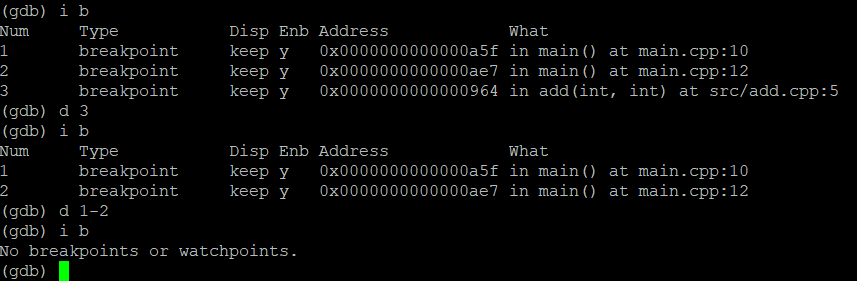 (gdb) i b
Num     Type           Disp Enb Address            What
1       breakpoint     keep y   0x0000000000000a5f in main() at main.cpp:10
2       breakpoint     keep y   0x0000000000000ae7 in main() at main.cpp:12
3       breakpoint     keep y   0x0000000000000964 in add(int, int) at src/add.cpp:5
(gdb) d 3
(gdb) i b
Num     Type           Disp Enb Address            What
1       breakpoint     keep y   0x0000000000000a5f in main() at main.cpp:10
2       breakpoint     keep y   0x0000000000000ae7 in main() at main.cpp:12
(gdb) d 1-2
(gdb) i b
No breakpoints or watchpoints.
(gdb)